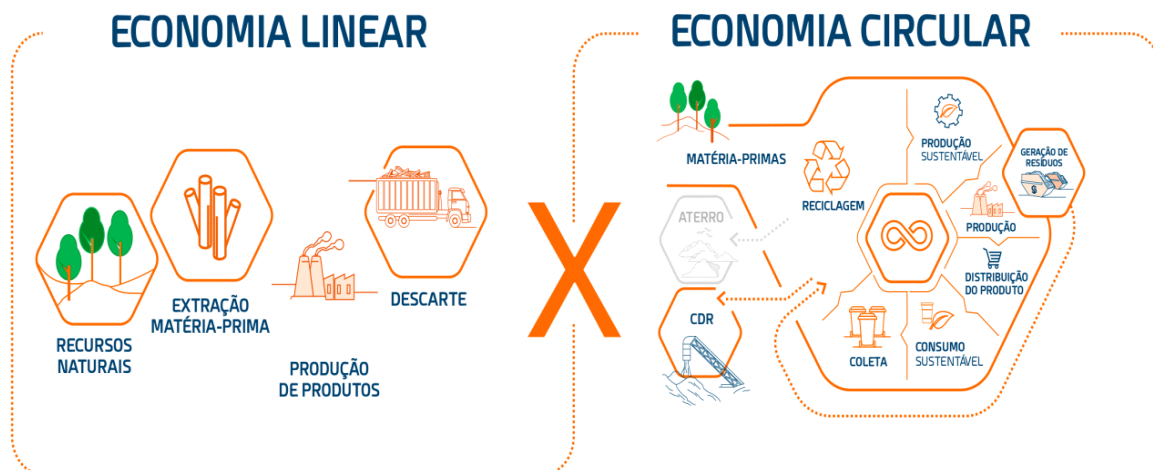 ECONOMIA LINEAR
RECURSOS
NATURAIS
EXTRAÇÃO
MATÉRIA-PRIMA
PRODUÇÃO
DE PRODUTOS
DESCARTE
X
ECONOMIA CIRCULAR
MATÉRIA-PRIMAS
RECICLAGEM
PRODUÇÃO
SUSTENTÁVEL
GERAÇÃO DE
RESÍDUOS
$
PRODUÇÃO
DISTRIBUIÇÃO
DO PRODUTO
CONSUMO
SUSTENTÁVEL
COLETA
ATERRO
CDR